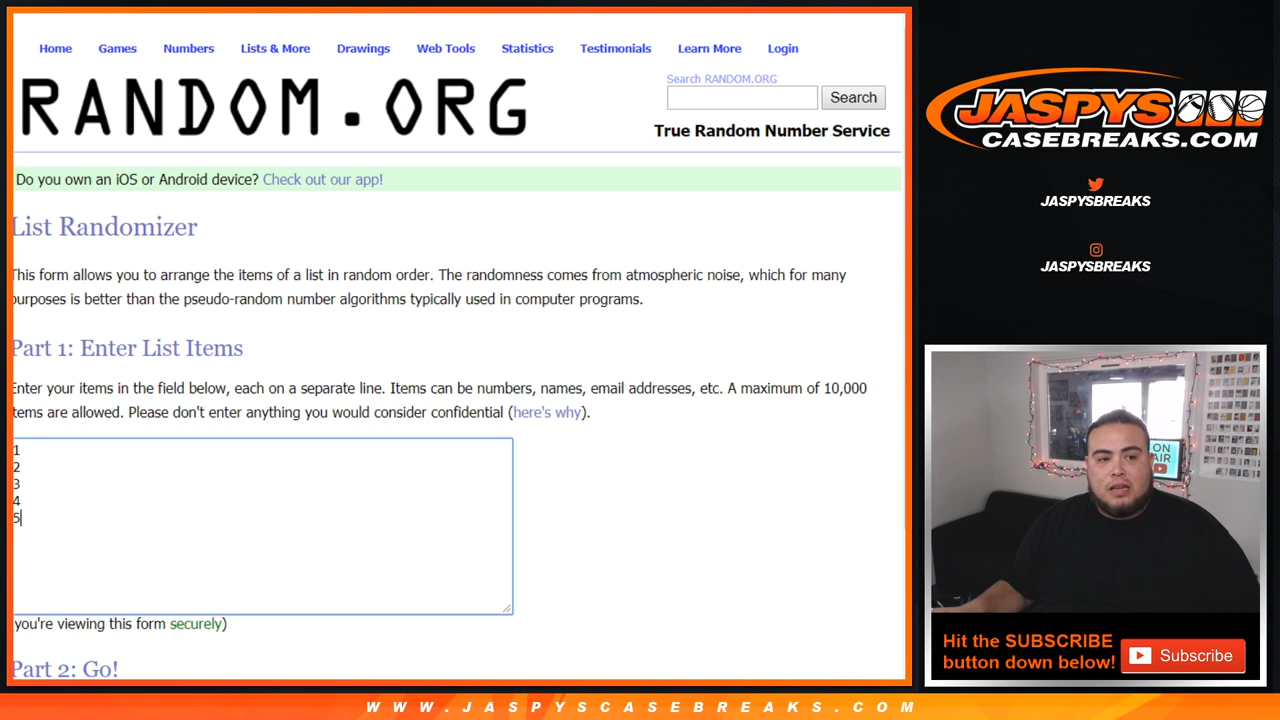 Home Games Numbers Lists & More Drawings Web Tools Statistics Testimonials Learn More Login
RANDOM.ORG
Search RANDOM.ORG
Search
True Random Number Service
Do you own an iOS or Android device? Check out our app!
List Randomizer
This form allows you to arrange the items of a list in random order. The randomness comes from atmospheric noise, which for many
purposes is better than the pseudo-random number algorithms typically used in computer programs.
Part 1: Enter List Items
Enter your items in the field below, each on a separate line. Items can be numbers, names, email addresses, etc. A maximum of 10,000
items are allowed. Please don't enter anything you would consider confidential (here's why).
1
2
3
4
5
you're viewing this form securely)
Part 2: Go!
JASPYS
CASEBREAKS.COM
JASPYSBREAKS
JASPYSBREAKS
ON
AIR
Hit the SUBSCRIBE
button down below!
Subscribe
WWW.JASPYSCASEBREAKS.COM